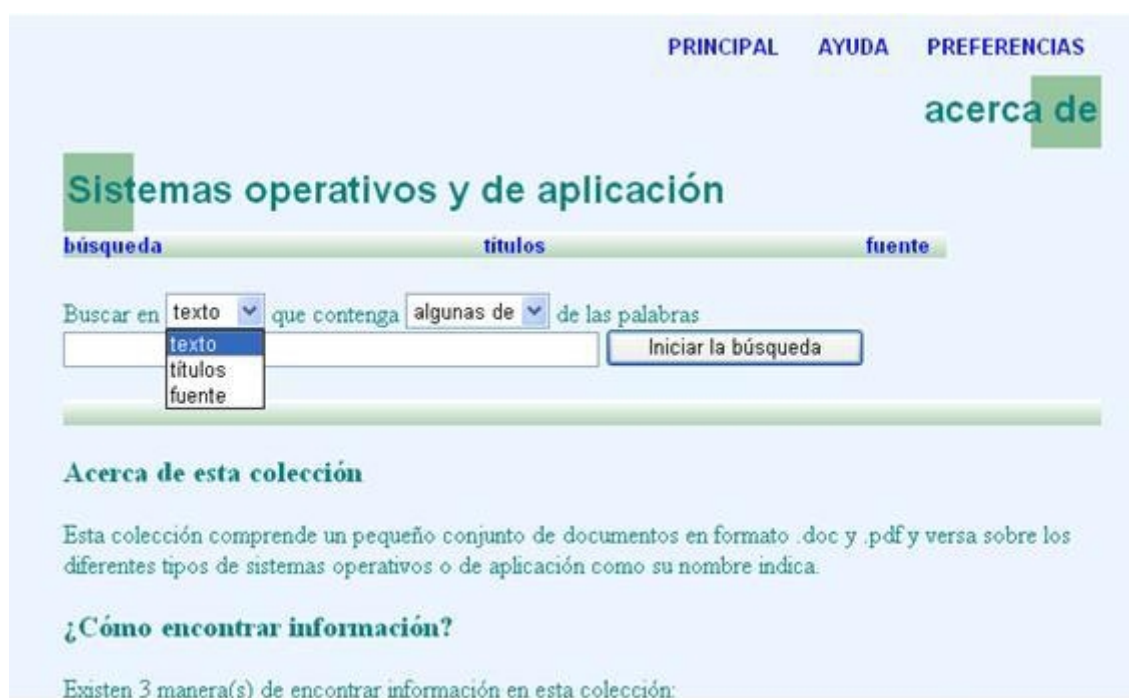 PRINCIPAL AYUDA PREFERENCIAS
acerca de
Sistemas operativos y de aplicación
búsqueda títulos fuente
Buscar en texto que contenga algunas de de las palabras
Iniciar la búsqueda
texto
títulos
fuente
Acerca de esta colección
Esta colección comprende un pequeño conjunto de documentos en formato .doc y .pdf y versa sobre los
diferentes tipos de sistemas operativos o de aplicación como su nombre indica.
¿Cómo encontrar información?
Existen 3 manera(s) de encontrar información en esta colección: